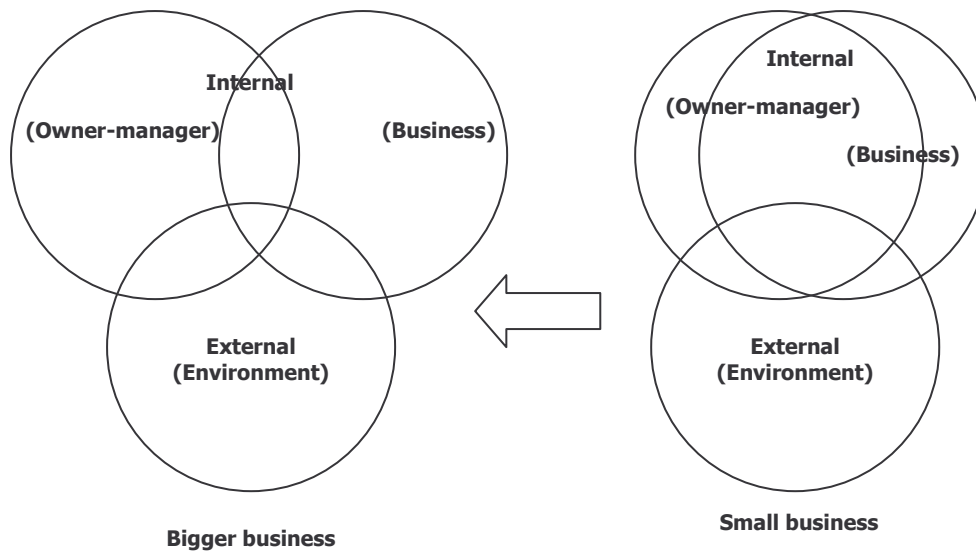 Internal
(Owner-manager)
(Business)
External
(Environment)
Bigger business
Internal
(Owner-manager)
(Business)
External
(Environment)
Small business